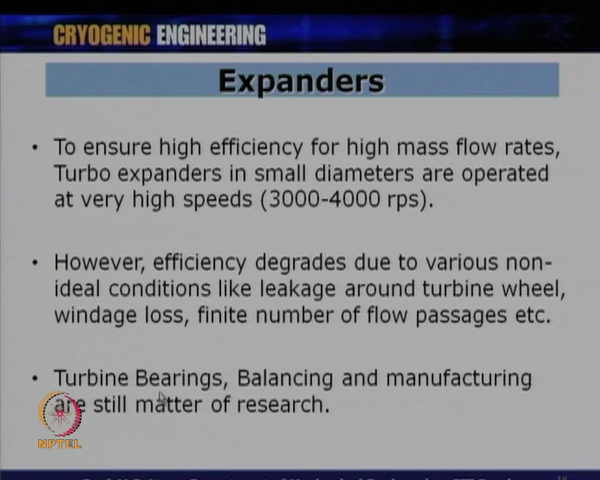 CRYOGENIC ENGINEERING
Expanders
• To ensure high efficiency for high mass flow rates,
Turbo expanders in small diameters are operated
at very high speeds (3000-4000 rps).
• However, efficiency degrades due to various non-
ideal conditions like leakage around turbine wheel,
windage loss, finite number of flow passages etc.
• Turbine Bearings, Balancing and manufacturing
are still matter of research.
NPTEL